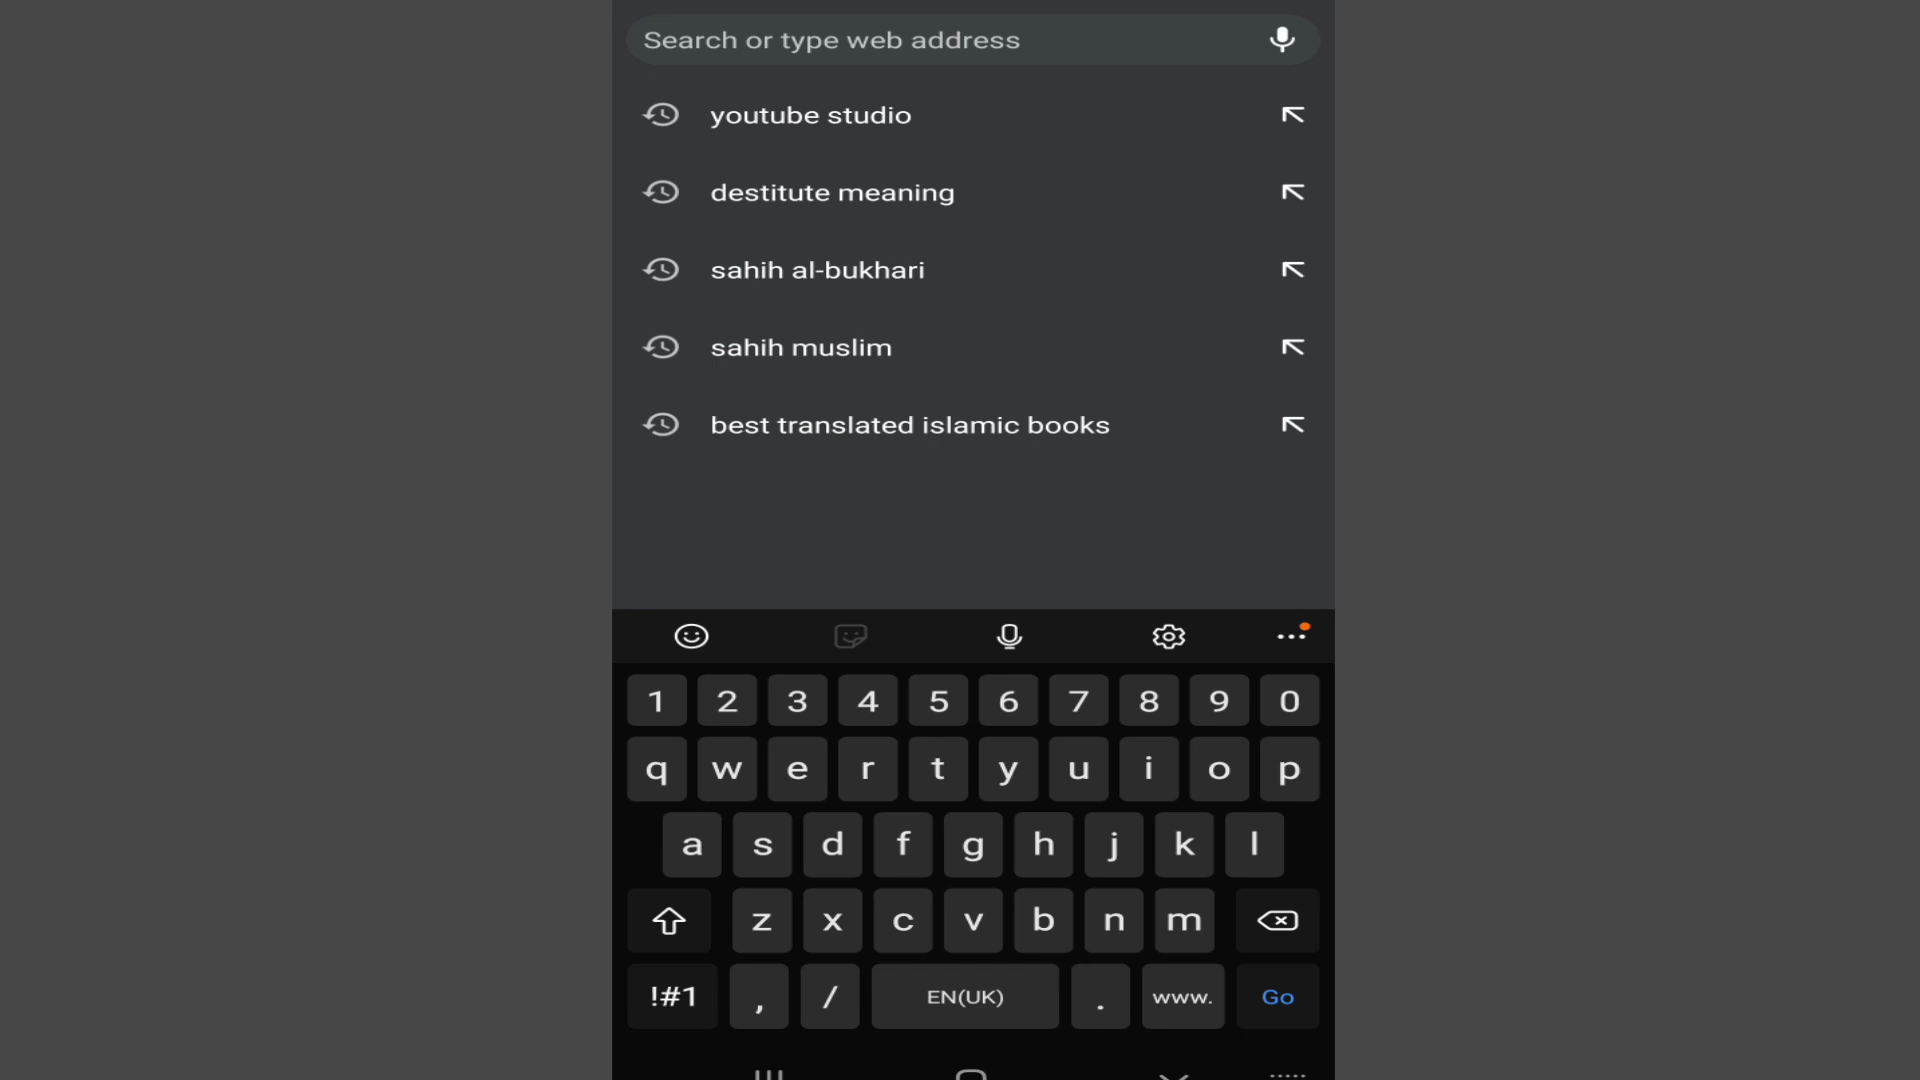 Search or type web address
youtube studio
destitute meaning
sahih al-bukhari
sahih muslim
best translated islamic books
1 2 3 4 5 6 7 8 9 0
q w e r t y u i o p
a s d f g h j k l
z x c v b n m
!#1 , / EN(UK) . www. Go